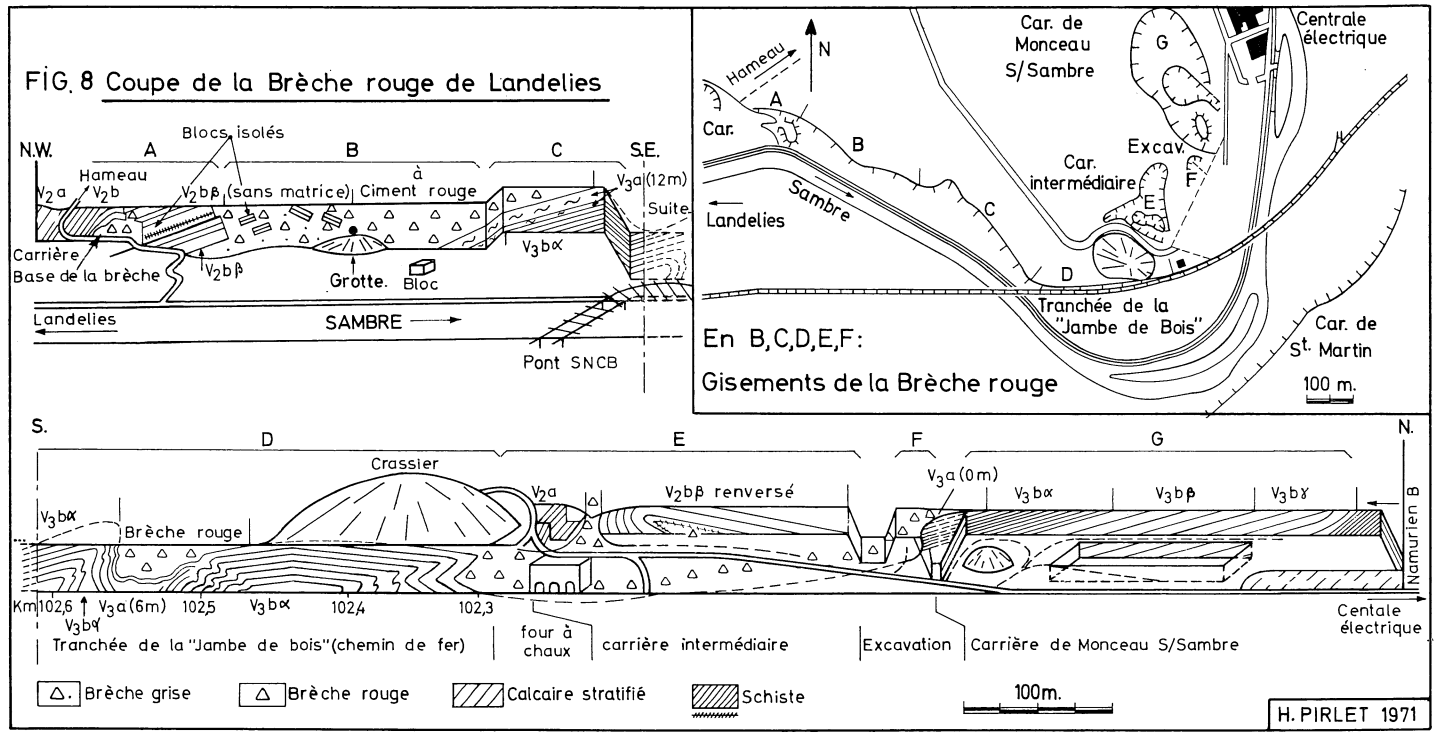 FIG. 8 Coupe de la Brèche rouge de Landelies
Blocs isolés
N.W. A B C S.E.
Hameau
V2a V2b V2bβ (sans matrice) à Ciment rouge V3a (12m)
Suite
Carrière
Base de la brèche
V2bβ
Grotte.
Bloc
V3bα
Landelies
SAMBRE
Pont SNCB
N
Hameau
A
Car.
B
Sambre
Landelies
C
D
Car. de
Monceau
S/Sambre
G
Centrale
électrique
Excav.
F
Car.
intermédiaire
E
Tranchée de la
"Jambe de Bois"
Car. de
St. Martin
En B,C,D,E,F:
Gisements de la Brèche rouge
100 m.
S. D E F G N.
Crassier
V3a (0m)
V3bα
Brèche rouge
V2a
V2bβ renversé
V3bα
V3bβ
V3bγ
Namurien B
Km 102,6 V3a (6m) 102,5 V3bα 102,4 102,3
V3bα
Centale
électrique
Tranchée de la "Jambe de bois" (chemin de fer)
four à
chaux
carrière intermédiaire
Excavation
Carrière de Monceau S/Sambre
Brèche grise
Brèche rouge
Calcaire stratifié
Schiste
100m.
H. PIRLET 1971